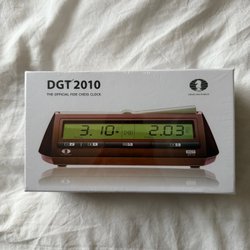 DGT 2010
THE OFFICIAL FIDE CHESS CLOCK
3.10
2.03